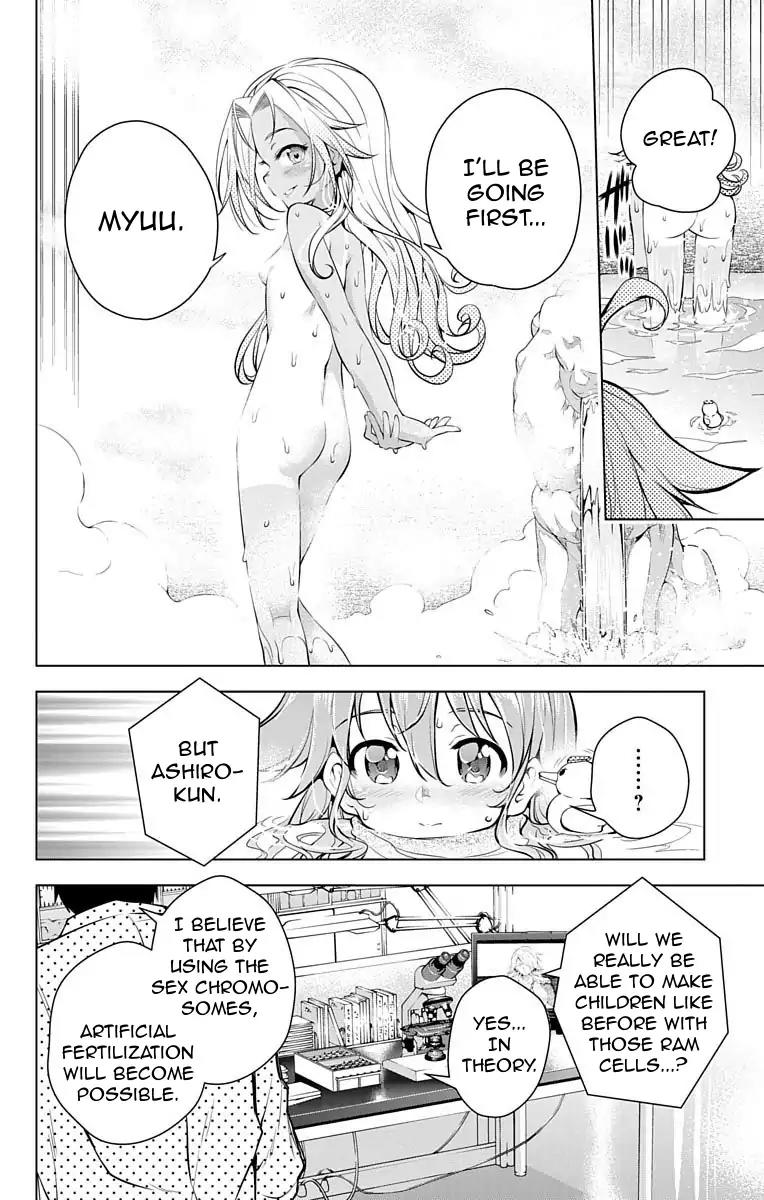 GREAT!
I'LL BE
GOING
FIRST...
MYUU.
......?
BUT
ASHIRO-
KUN.
WILL WE
REALLY BE
ABLE TO MAKE
CHILDREN LIKE
BEFORE WITH
THOSE RAM
CELLS...?
YES...
IN
THEORY.
I BELIEVE
THAT BY
USING THE
SEX CHROMO-
SOMES,
ARTIFICIAL
FERTILIZATION
WILL BECOME
POSSIBLE.